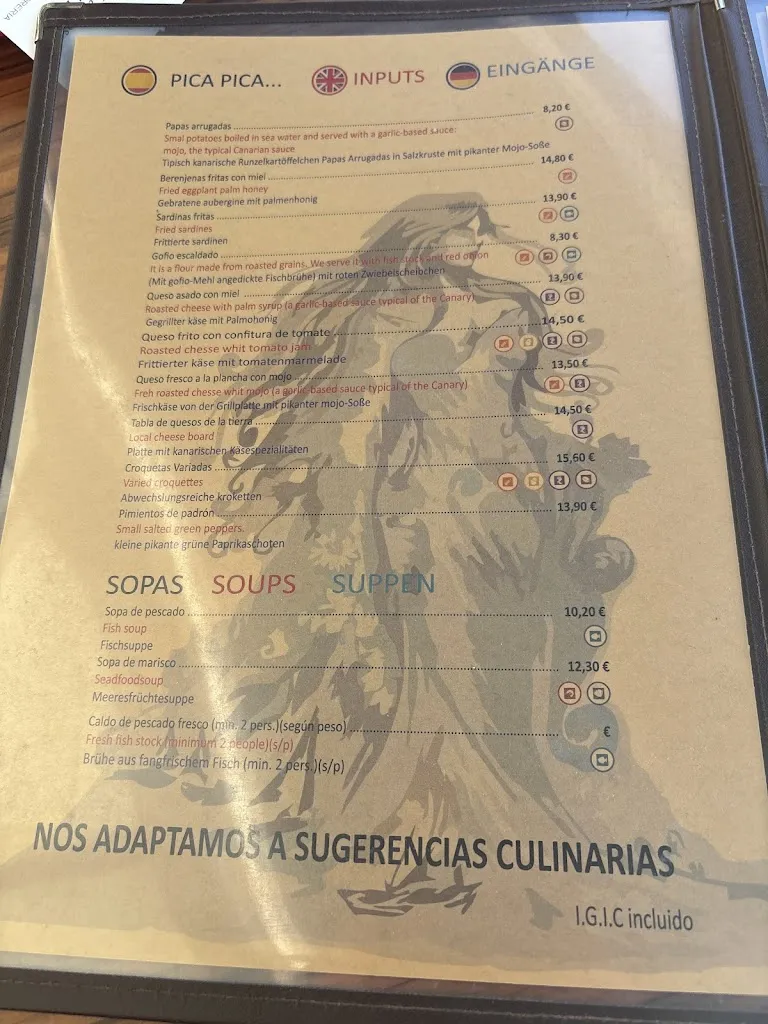 PICA PICA... INPUTS EINGÄNGE
Papas arrugadas 8,20 €
Smal potatoes boiled in sea water and served with a garlic-based sauce:
mojo, the typical Canarian sauce
Tipisch kanarische Runzelkartöffelchen Papas Arrugadas in Salzkruste mit pikanter Mojo-Soße
Berenjenas fritas con miel 14,80 €
Fried eggplant palm honey
Gebratene aubergine mit palmenhonig
Sardinas fritas 13,90 €
Fried sardines
Frittierte sardinen
Gofio escaldado 8,30 €
It is a flour made from roasted grains. We serve it with fish stock and red onion
(Mit gofio-Mehl angedickte Fischbrühe) mit roten Zwiebelschelochen
Queso asado con miel 13,90 €
Roasted cheese with palm syrup (a garlic-based sauce typical of the Canary)
Gegrillter käse mit Palmohonig
Queso frito con confitura de tomate 14,50 €
Roasted chesse whit tomato jam
Frittierter käse mit tomatenmarmelade
Queso fresco a la plancha con mojo 13,50 €
Freh roasted chesse whit mojo (a garlic-based sauce typical of the Canary)
Frischkäse von der Grillplatte mit pikanter mojo-Soße
Tabla de quesos de la tierra 14,50 €
Local cheese board
Platte mit kanarischen Käsespezialitäten
Croquetas Variadas 15,60 €
Varied croquettes
Abwechslungsreiche kroketten
Pimientos de padrón 13,90 €
Small salted green peppers.
kleine pikante grüne Paprikaschoten
SOPAS SOUPS SUPPEN
Sopa de pescado 10,20 €
Fish soup
Fischsuppe
Sopa de marisco 12,30 €
Seadfoodsoup
Meeresfrüchtesuppe
Caldo de pescado fresco (min. 2 pers.)(según peso) €
Fresh fish stock (minimum 2 people)(s/p)
Brühe aus fangfrischem Fisch (min. 2 pers.)(s/p)
NOS ADAPTAMOS A SUGERENCIAS CULINARIAS
I.G.I.C incluido